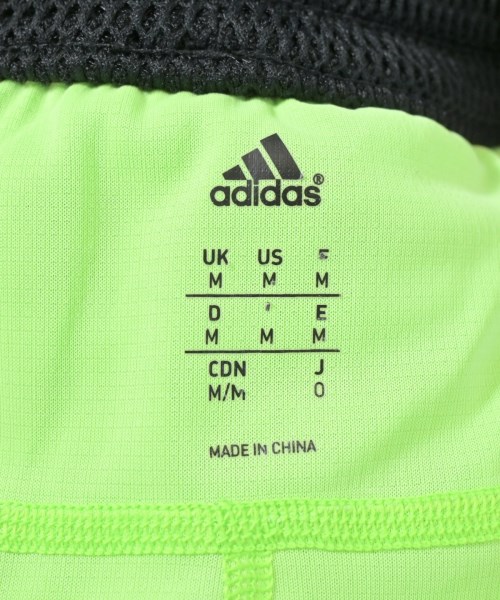 adidas®
UK US F
M M M
D E
M M M
CDN J
M/M O
MADE IN CHINA